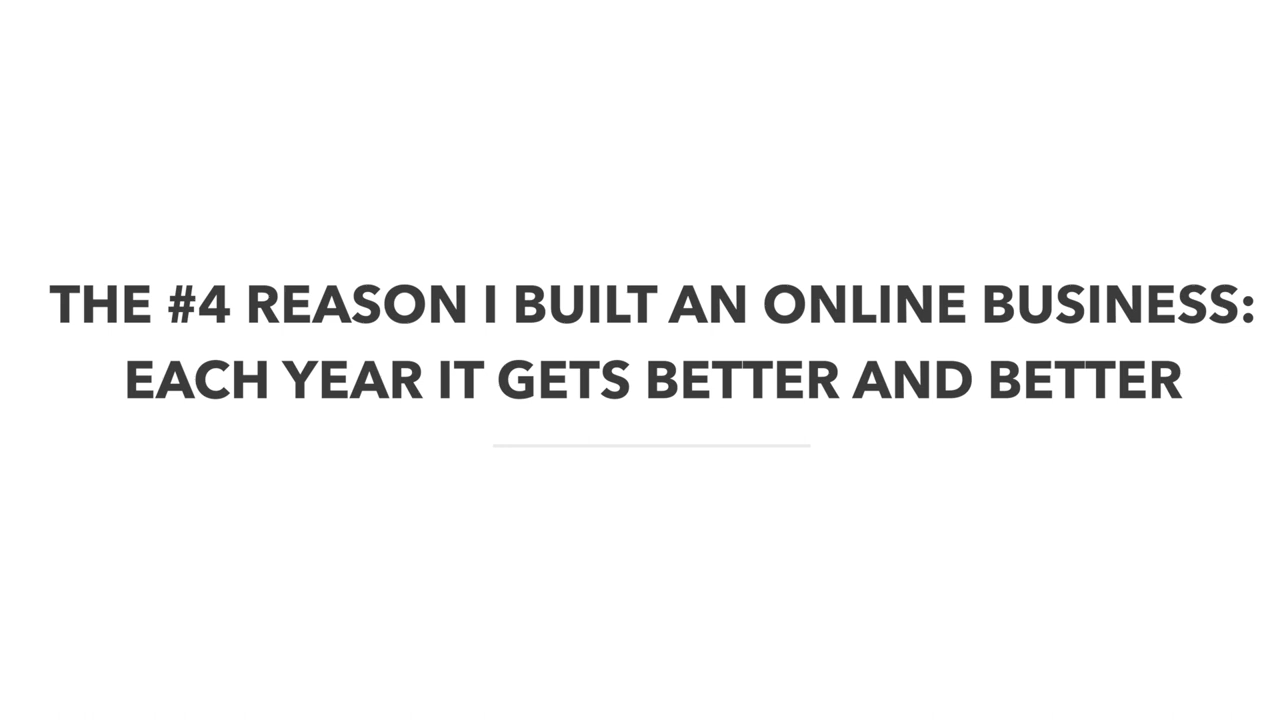 THE #4 REASON I BUILT AN ONLINE BUSINESS:
EACH YEAR IT GETS BETTER AND BETTER